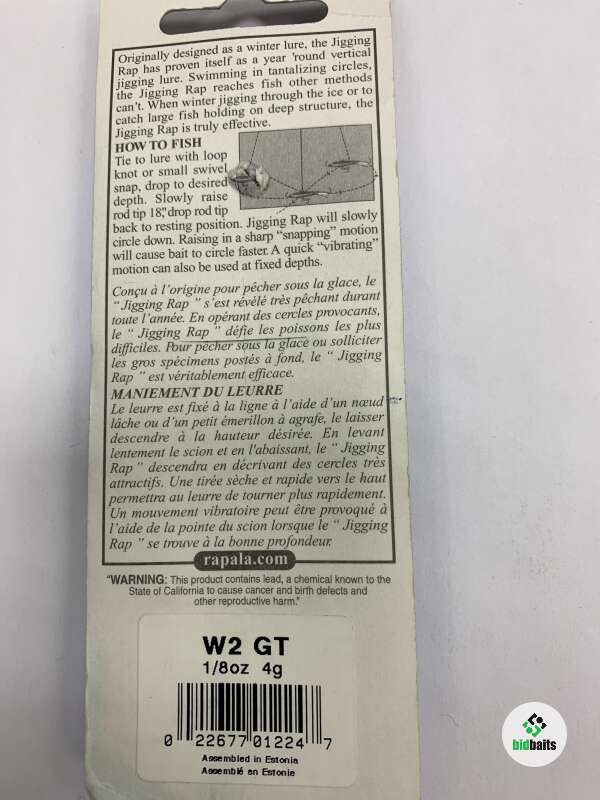 Originally designed as a winter lure, the Jigging
Rap has proven itself as a year 'round vertical
jigging lure. Swimming in tantalizing circles,
the Jigging Rap reaches fish other methods
can't. When winter jigging through the ice or to
catch large fish holding on deep structure, the
Jigging Rap is truly effective.
HOW TO FISH
Tie to lure with loop
knot or small swivel
snap, drop to desired
depth. Slowly raise
rod tip 18," drop rod tip
back to resting position. Jigging Rap will slowly
circle down. Raising in a sharp "snapping" motion
will cause bait to circle faster. A quick "vibrating"
motion can also be used at fixed depths.
Conçu à l'origine pour pêcher sous la glace, le
" Jigging Rap " s'est révélé très pêchant durant
toute l'année. En opérant des cercles provocants,
le " Jigging Rap " défie les poissons les plus
difficiles. Pour pêcher sous la glace ou solliciter
les gros spécimens postés à fond, le " Jigging
Rap " est véritablement efficace.
MANIEMENT DU LEURRE
Le leurre est fixé à la ligne à l'aide d'un nœud
lâche ou d'un petit émerillon à agrafe, le laisser
descendre à la hauteur désirée. En levant
lentement le scion et en l'abaissant, le " Jigging
Rap " descendra en décrivant des cercles très
attractifs. Une tirée sèche et rapide vers le haut
permettra au leurre de tourner plus rapidement.
Un mouvement vibratoire peut être provoqué à
l'aide de la pointe du scion lorsque le " Jigging
Rap " se trouve à la bonne profondeur.
rapala.com
"WARNING: This product contains lead, a chemical known to the
State of California to cause cancer and birth defects and
other reproductive harm."
W2 GT
1/8oz 4g
0 22677 01224 7
Assembled in Estonia
Assemblé en Estonie
bidbaits